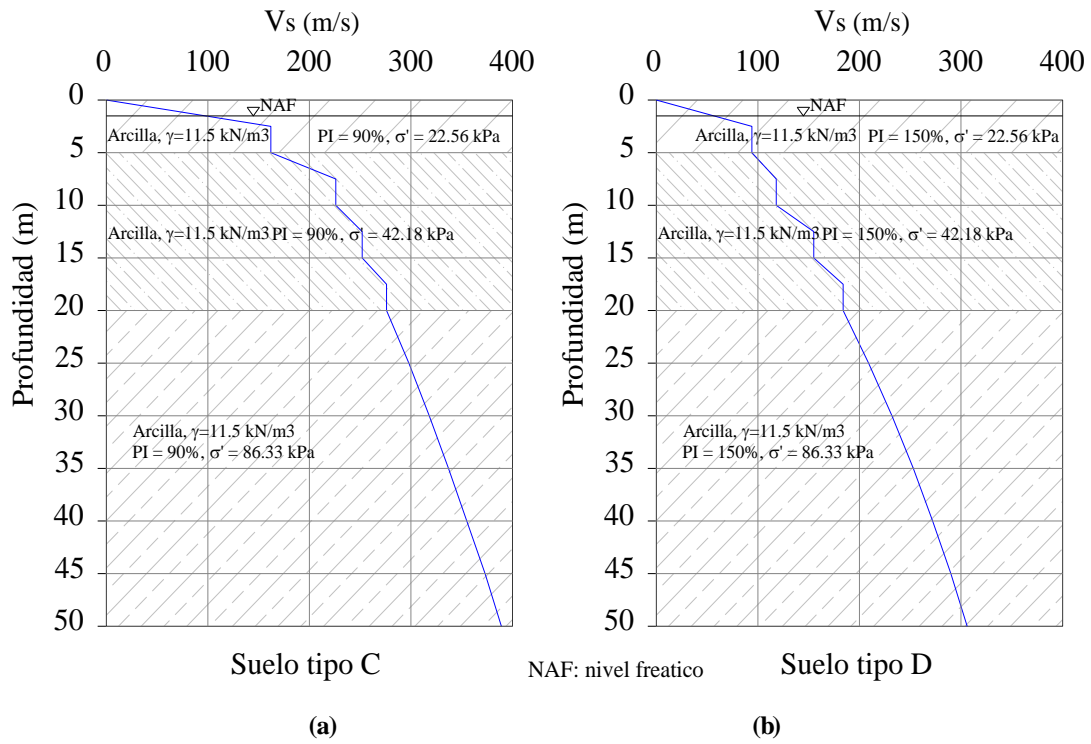 Vs (m/s)
0 100 200 300 400
Profundidad (m)
0
5
10
15
20
25
30
35
40
45
50
NAF
Arcilla, γ=11.5 kN/m3 PI = 90%, σ' = 22.56 kPa
Arcilla, γ=11.5 kN/m3 PI = 90%, σ' = 42.18 kPa
Arcilla, γ=11.5 kN/m3
PI = 90%, σ' = 86.33 kPa
Suelo tipo C
(a)
Vs (m/s)
0 100 200 300 400
Profundidad (m)
0
5
10
15
20
25
30
35
40
45
50
NAF
Arcilla, γ=11.5 kN/m3 PI = 150%, σ' = 22.56 kPa
Arcilla, γ=11.5 kN/m3 PI = 150%, σ' = 42.18 kPa
Arcilla, γ=11.5 kN/m3
PI = 150%, σ' = 86.33 kPa
Suelo tipo D
(b)
NAF: nivel freatico